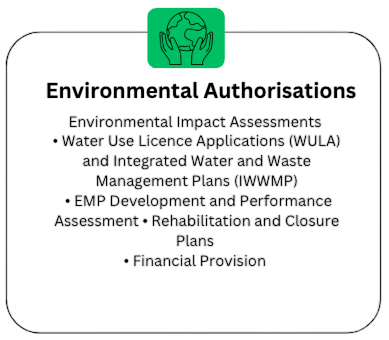 Environmental Authorisations
Environmental Impact Assessments
• Water Use Licence Applications (WULA)
and Integrated Water and Waste
Management Plans (IWWMP)
• EMP Development and Performance
Assessment • Rehabilitation and Closure
Plans
• Financial Provision